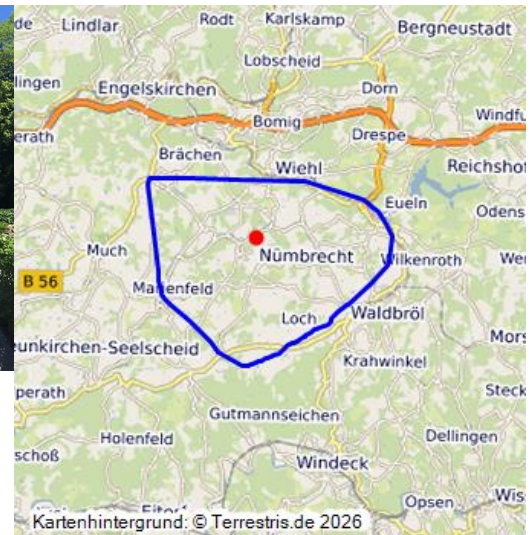 Lindlar
Rodt
Karlskamp
Bergneustadt
Lobscheid
lingen
Engelskirchen
Dorn
Bomig
Windfu
erath
Drespe
Brächen
Wiehl
Reichshof
Eueln
Odens
Much
Nümbrecht
Wilkenroth
Wer
B 56
Marienfeld
Loch
Waldbröl
Mors
eunkirchen-Seelscheid
Krahwinkel
perath
Steck
Gutmannseichen
Holenfeld
Dellingen
schoß
Windeck
Opsen
Wis
Eitorf
Kartenhintergrund: © Terrestris.de 2026